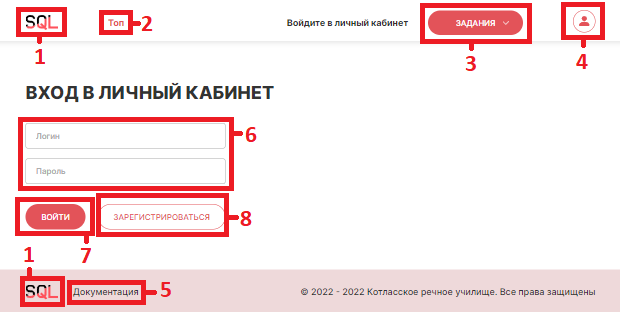 SQL Топ 2 Войдите в личный кабинет ЗАДАНИЯ
1 3 4
ВХОД В ЛИЧНЫЙ КАБИНЕТ
Логин 6
Пароль
ВОЙТИ ЗАРЕГИСТРИРОВАТЬСЯ 8
1 7
SQL Документация 5 © 2022 - 2022 Котласское речное училище. Все права защищены